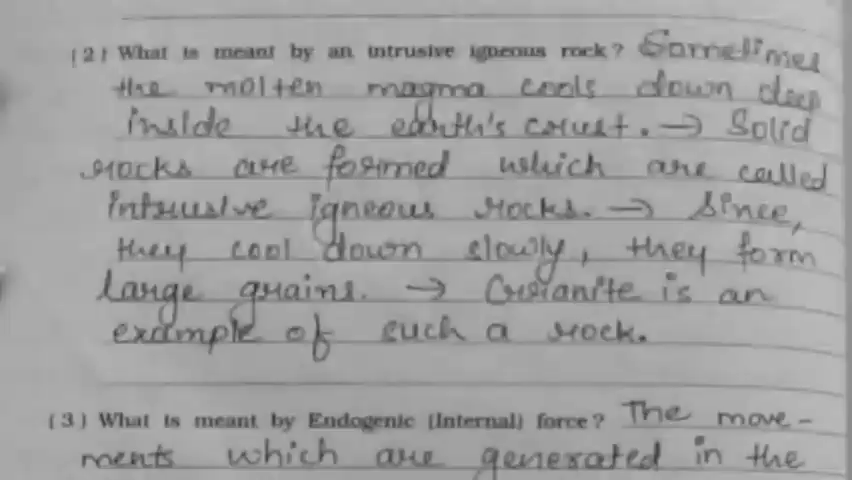 (2) What is meant by an intrusive igneous rock? Sometimes
the molten magma cools down deep
inside the earth's crust. → Solid
rocks are formed which are called
intrusive igneous rocks. → Since,
they cool down slowly, they form
large grains. → Grianite is an
example of such a rock.
(3) What is meant by Endogenic (Internal) force? The move-
ments which are generated in the